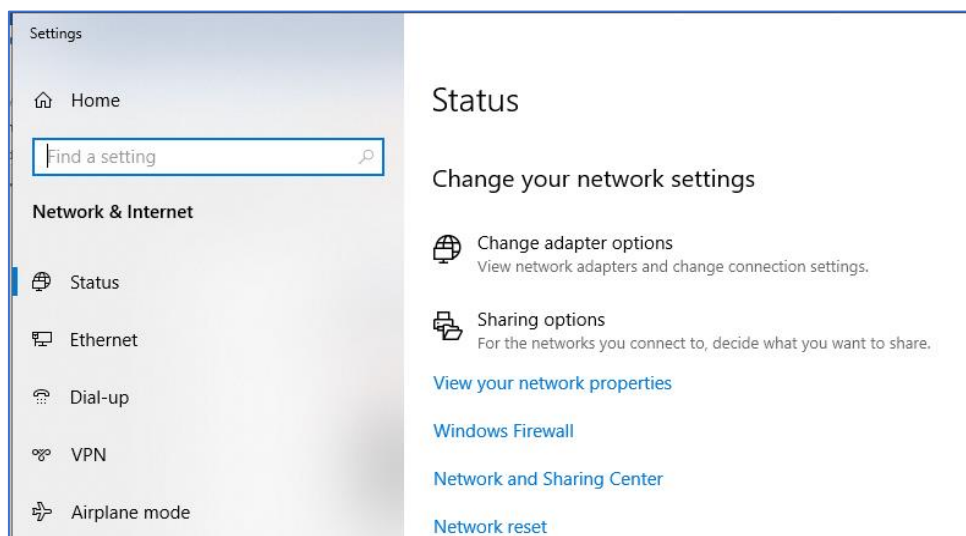 Settings
Home
Find a setting
Network & Internet
Status
Ethernet
Dial-up
VPN
Airplane mode
Status
Change your network settings
Change adapter options
View network adapters and change connection settings.
Sharing options
For the networks you connect to, decide what you want to share.
View your network properties
Windows Firewall
Network and Sharing Center
Network reset